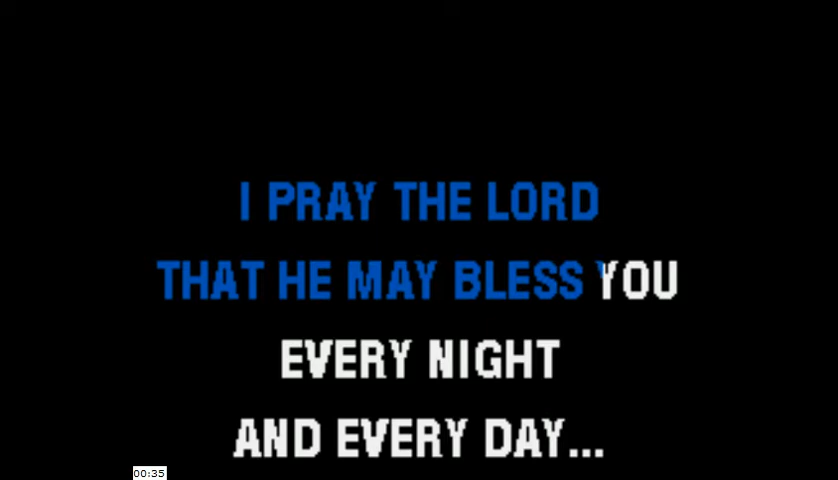 I PRAY THE LORD
THAT HE MAY BLESS YOU
EVERY NIGHT
AND EVERY DAY...
00:35